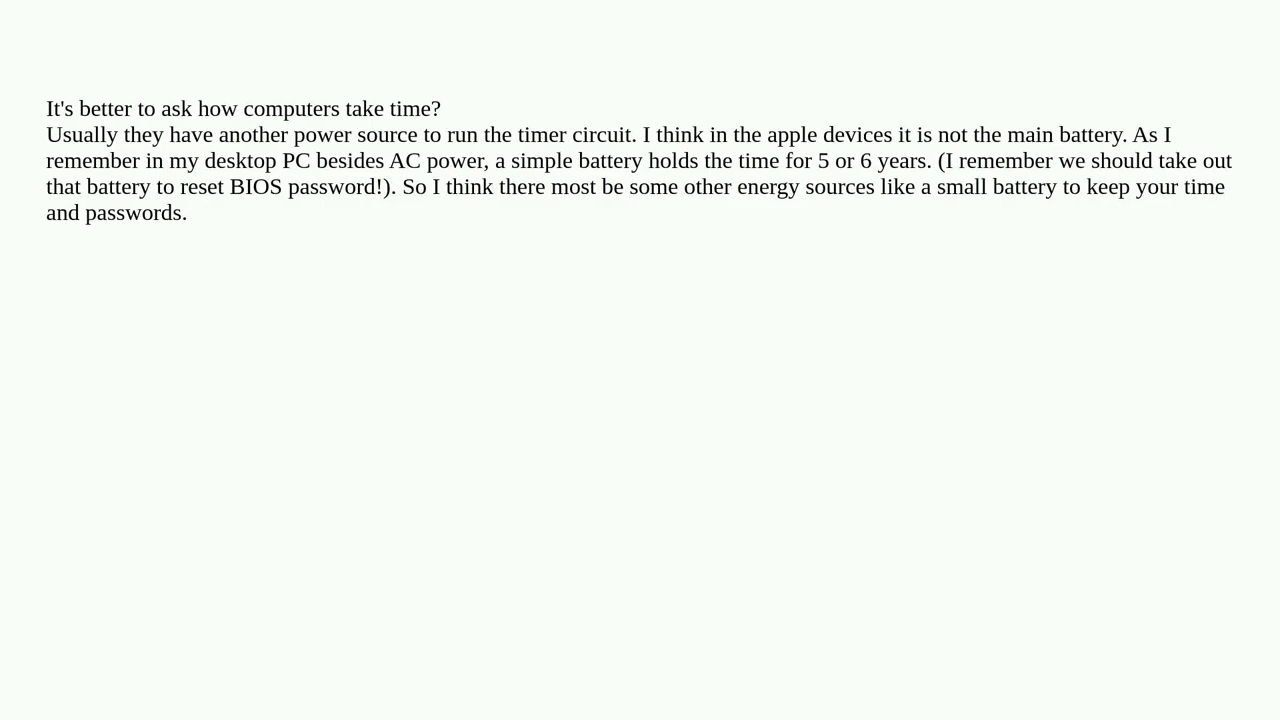 It's better to ask how computers take time?
Usually they have another power source to run the timer circuit. I think in the apple devices it is not the main battery. As I
remember in my desktop PC besides AC power, a simple battery holds the time for 5 or 6 years. (I remember we should take out
that battery to reset BIOS password!). So I think there most be some other energy sources like a small battery to keep your time
and passwords.